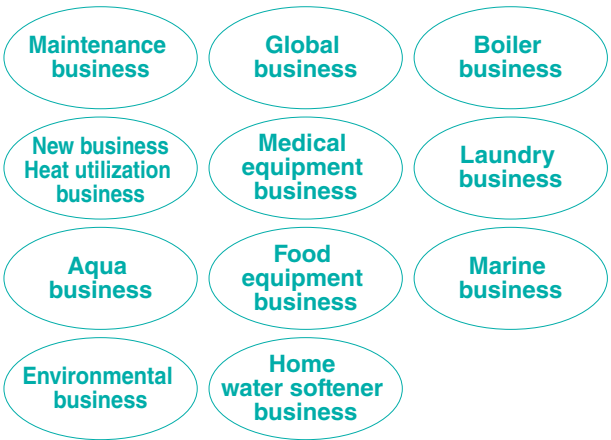 Maintenance
business
Global
business
Boiler
business
New business
Heat utilization
business
Medical
equipment
business
Laundry
business
Aqua
business
Food
equipment
business
Marine
business
Environmental
business
Home
water softener
business